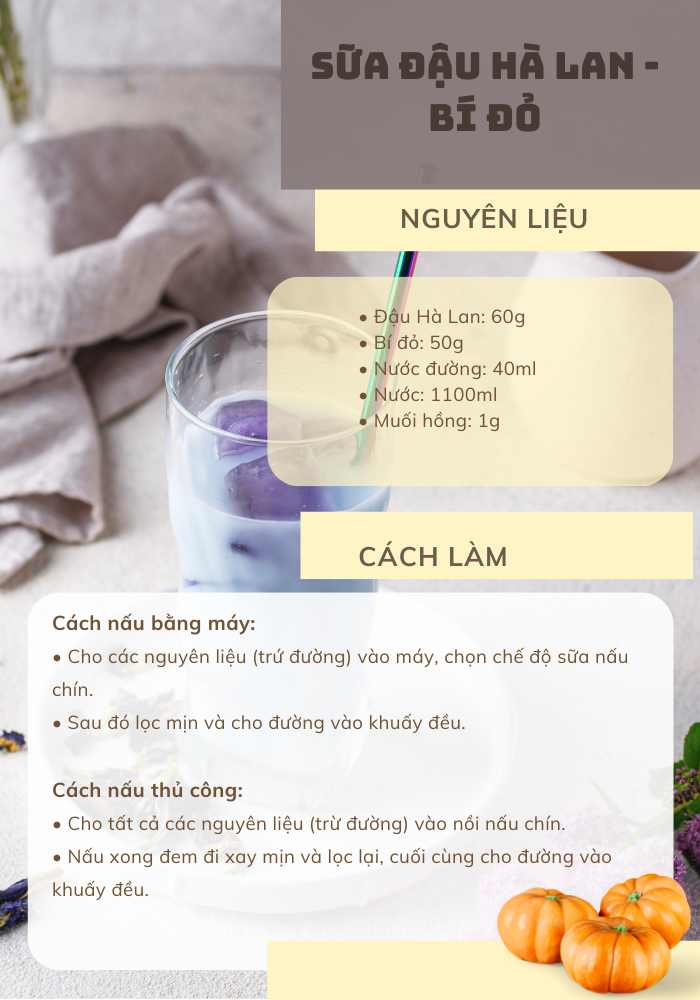 SỮA ĐẬU HÀ LAN -
BÍ ĐỎ
NGUYÊN LIỆU
• Đậu Hà Lan: 60g
• Bí đỏ: 50g
• Nước đường: 40ml
• Nước: 1100ml
• Muối hồng: 1g
CÁCH LÀM
Cách nấu bằng máy:
• Cho các nguyên liệu (trứ đường) vào máy, chọn chế độ sữa nấu
chín.
• Sau đó lọc mịn và cho đường vào khuấy đều.
Cách nấu thủ công:
• Cho tất cả các nguyên liệu (trừ đường) vào nồi nấu chín.
• Nấu xong đem đi xay mịn và lọc lại, cuối cùng cho đường vào
khuấy đều.